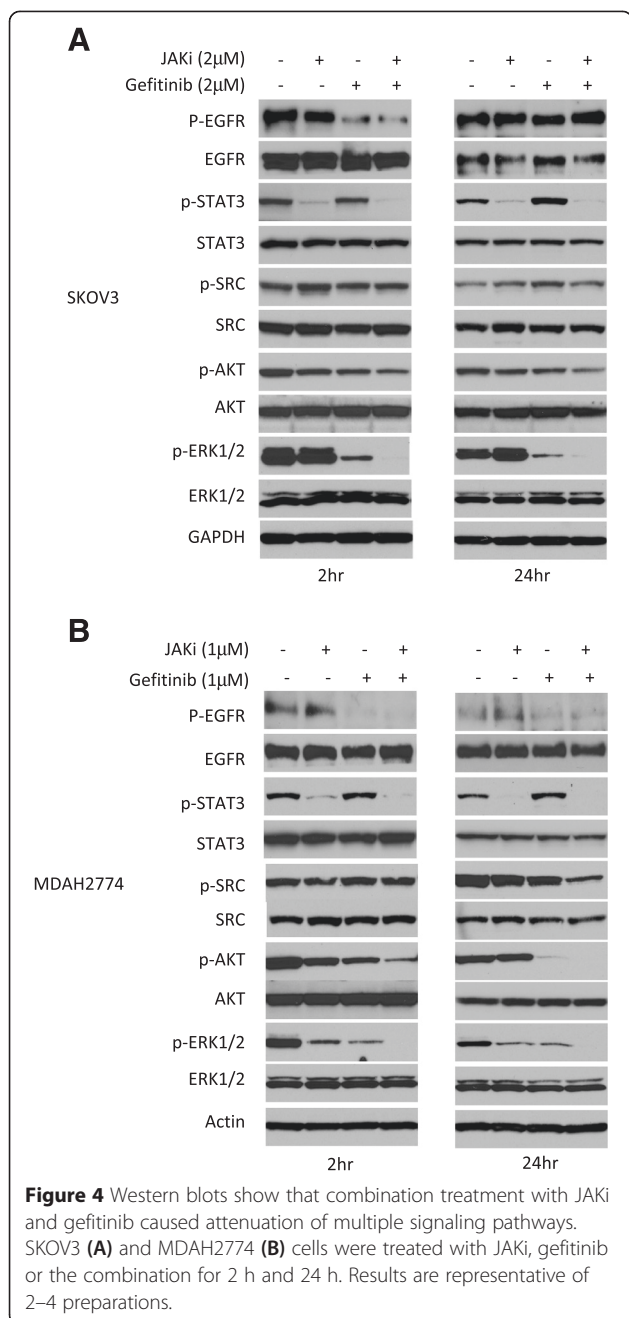 A
JAKi (2µM) - + - + - + - +
Gefitinib (2µM) - - + + - - + +
P-EGFR
EGFR
p-STAT3
STAT3
p-SRC
SKOV3
SRC
p-AKT
AKT
p-ERK1/2
ERK1/2
GAPDH
2hr 24hr
B
JAKi (1µM) - + - + - + - +
Gefitinib (1µM) - - + + - - + +
P-EGFR
EGFR
p-STAT3
STAT3
MDAH2774
p-SRC
SRC
p-AKT
AKT
p-ERK1/2
ERK1/2
Actin
2hr 24hr
Figure 4 Western blots show that combination treatment with JAKi
and gefitinib caused attenuation of multiple signaling pathways.
SKOV3 (A) and MDAH2774 (B) cells were treated with JAKi, gefitinib
or the combination for 2 h and 24 h. Results are representative of
2–4 preparations.